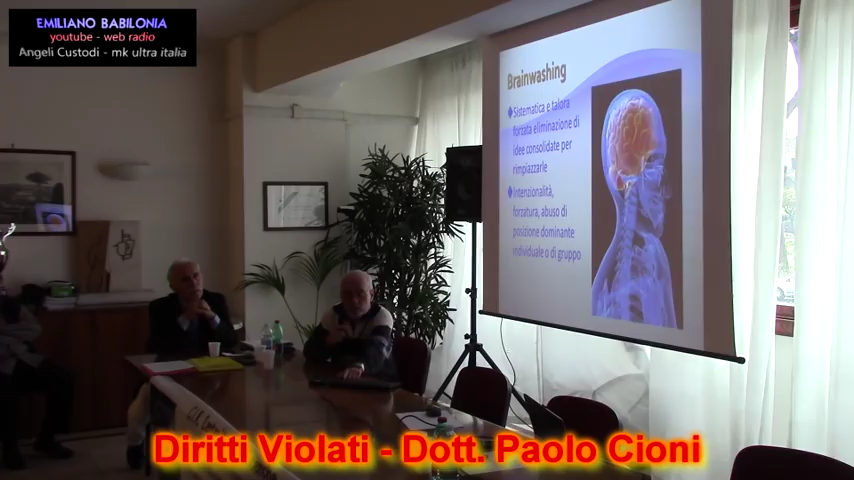 EMILIANO BABILONIA
youtube - web radio
Angeli Custodi - mk ultra italia
Brainwashing
Sistematica e talora
forzata eliminazione di
idee consolidate per
rimpiazzarle
Intenzionalità,
forzatura, abuso di
posizione dominante
individuale o di gruppo
Diritti Violati - Dott. Paolo Cioni